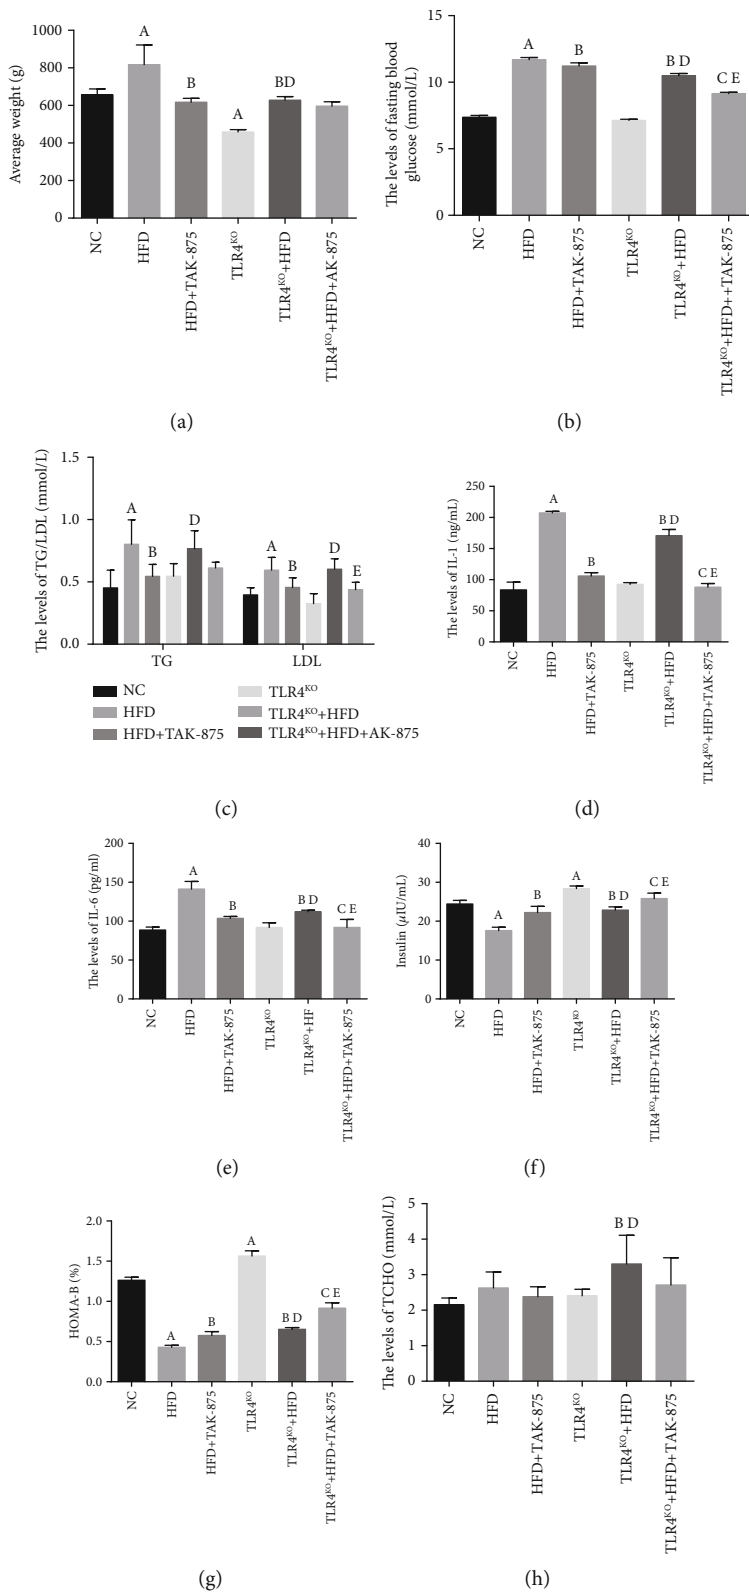 Average weight (g)
1000
800
600
400
200
0
A
B
A
BD
NC
HFD
HFD+TAK-875
TLR4ᴷᴼ
TLR4ᴷᴼ+HFD
TLR4ᴷᴼ+HFD+AK-875
(a)
The levels of fasting blood
glucose (mmol/L)
15
10
5
0
A
B
B D
C E
NC
HFD
HFD+TAK-875
TLR4ᴷᴼ
TLR4ᴷᴼ+HFD
TLR4ᴷᴼ+HFD++TAK-875
(b)
The levels of TG/LDL (mmol/L)
1.5
1.0
0.5
0.0
A
B
D
A
B
D
E
TG
LDL
NC
HFD
HFD+TAK-875
TLR4ᴷᴼ
TLR4ᴷᴼ+HFD
TLR4ᴷᴼ+HFD+AK-875
(c)
The levels of IL-1 (ng/mL)
250
200
150
100
50
0
A
B
B D
C E
NC
HFD
HFD+TAK-875
TLR4ᴷᴼ
TLR4ᴷᴼ+HFD
TLR4ᴷᴼ+HFD+TAK-875
(d)
The levels of IL-6 (pg/ml)
200
150
100
50
0
A
B
B D
C E
NC
HFD
HFD+TAK-875
TLR4ᴷᴼ
TLR4ᴷᴼ+HF
TLR4ᴷᴼ+HFD+TAK-875
(e)
Insulin (μIU/mL)
40
30
20
10
0
A
B
A
B D
C E
NC
HFD
HFD+TAK-875
TLR4ᴷᴼ
TLR4ᴷᴼ+HFD
TLR4ᴷᴼ+HFD+TAK-875
(f)
HOMA-B (%)
2.0
1.5
1.0
0.5
0.0
A
B
A
B D
C E
NC
HFD
HFD+TAK-875
TLR4ᴷᴼ
TLR4ᴷᴼ+HFD
TLR4ᴷᴼ+HFD+TAK-875
(g)
The levels of TCHO (mmol/L)
5
4
3
2
1
0
B D
NC
HFD
HFD+TAK-875
TLR4ᴷᴼ
TLR4ᴷᴼ+HFD
TLR4ᴷᴼ+HFD+TAK-875
(h)